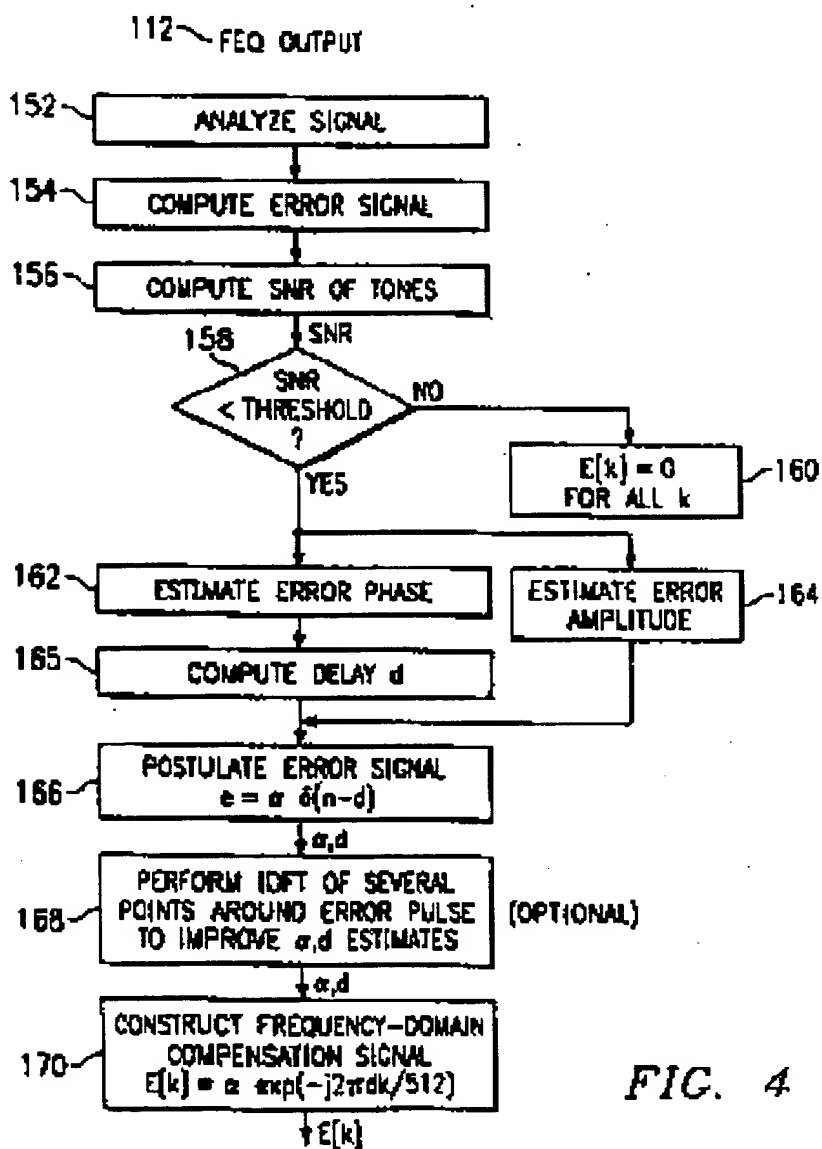 112 FEQ OUTPUT
152 ANALYZE SIGNAL
154 COMPUTE ERROR SIGNAL
156 COMPUTE SNR OF TONES
SNR
158
SNR
< THRESHOLD
?
NO
YES
E[k] = 0
FOR ALL k
160
162 ESTIMATE ERROR PHASE
ESTIMATE ERROR
AMPLITUDE
164
165 COMPUTE DELAY d
166
POSTULATE ERROR SIGNAL
e = α δ(n-d)
α,d
168
PERFORM IDFT OF SEVERAL
POINTS AROUND ERROR PULSE
TO IMPROVE α,d ESTIMATES
(OPTIONAL)
α,d
170
CONSTRUCT FREQUENCY-DOMAIN
COMPENSATION SIGNAL
E[k] = α exp(-j2πdk/512)
E[k]
FIG. 4